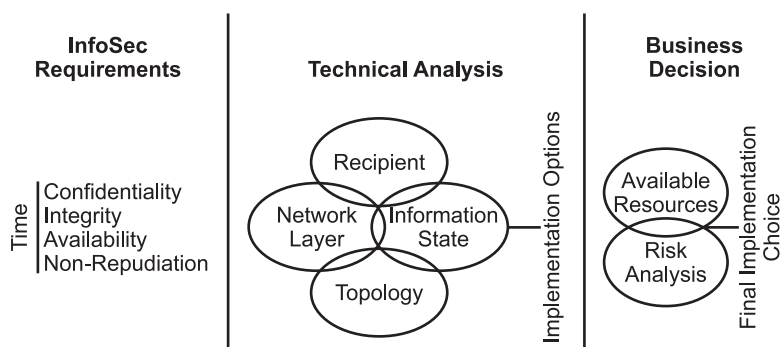 InfoSec
Requirements
Time
Confidentiality
Integrity
Availability
Non-Repudiation
Technical Analysis
Recipient
Network
Layer
Information
State
Topology
Implementation Options
Business
Decision
Available
Resources
Risk
Analysis
Final Implementation
Choice